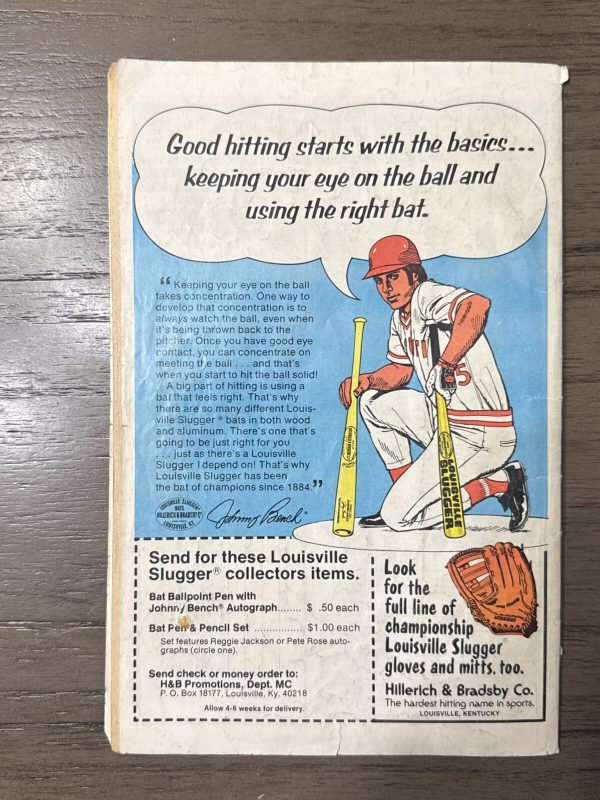 Good hitting starts with the basics...
keeping your eye on the ball and
using the right bat.
“ Keeping your eye on the ball
takes concentration. One way to
develop that concentration is to
always watch the ball, even when
it's being thrown back to the
pitcher. Once you have good eye
contact, you can concentrate on
meeting the ball . . . and that's
when you start to hit the ball solid!
A big part of hitting is using a
bat that feels right. That's why
there are so many different Louis-
ville Slugger ® bats in both wood
and aluminum. There's one that's
going to be just right for you
. . . just as there's a Louisville
Slugger I depend on! That's why
Louisville Slugger has been
the bat of champions since 1884.”
LOUISVILLE SLUGGER
BATS
HILLERICH & BRADSBY Co
LOUISVILLE, KY.
Johnny Bench
5
LOUISVILLE
SLUGGER
Send for these Louisville
Slugger® collectors items.
Bat Ballpoint Pen with
Johnny Bench® Autograph........ $ .50 each
Bat Pen & Pencil Set ................ $1.00 each
Set features Reggie Jackson or Pete Rose auto-
graphs (circle one).
Send check or money order to:
H&B Promotions, Dept. MC
P. O. Box 18177, Louisville, Ky. 40218
Allow 4-6 weeks for delivery.
Look
for the
full line of
championship
Louisville Slugger®
gloves and mitts, too.
Hillerich & Bradsby Co.
The hardest hitting name in sports.
LOUISVILLE, KENTUCKY